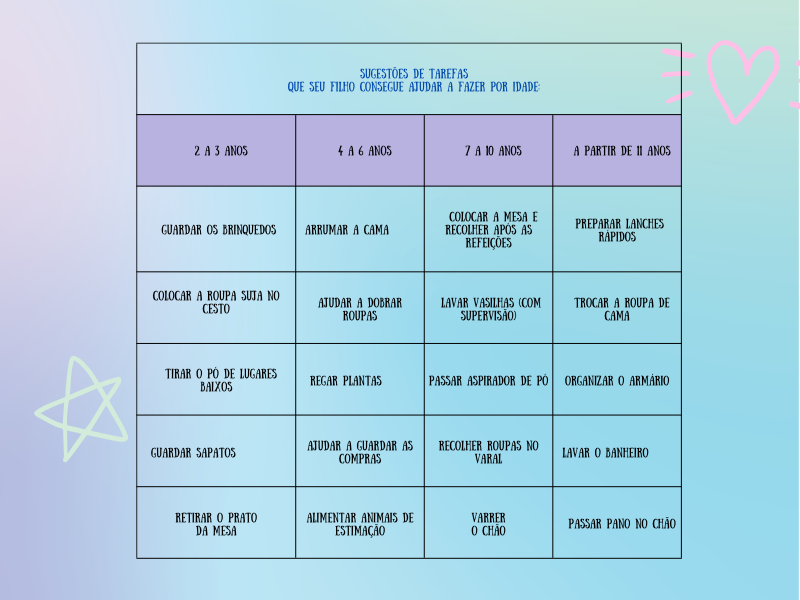 SUGESTÕES DE TAREFAS
QUE SEU FILHO CONSEGUE AJUDAR A FAZER POR IDADE:
2 A 3 ANOS
4 A 6 ANOS
7 A 10 ANOS
A PARTIR DE 11 ANOS
GUARDAR OS BRINQUEDOS
ARRUMAR A CAMA
COLOCAR A MESA E
RECOLHER APÓS AS
REFEIÇÕES
PREPARAR LANCHES
RÁPIDOS
COLOCAR A ROUPA SUJA NO
CESTO
AJUDAR A DOBRAR
ROUPAS
LAVAR VASILHAS (COM
SUPERVISÃO)
TROCAR A ROUPA DE
CAMA
TIRAR O PÓ DE LUGARES
BAIXOS
REGAR PLANTAS
PASSAR ASPIRADOR DE PÓ
ORGANIZAR O ARMÁRIO
GUARDAR SAPATOS
AJUDAR A GUARDAR AS
COMPRAS
RECOLHER ROUPAS NO
VARAL
LAVAR O BANHEIRO
RETIRAR O PRATO
DA MESA
ALIMENTAR ANIMAIS DE
ESTIMAÇÃO
VARRER
O CHÃO
PASSAR PANO NO CHÃO